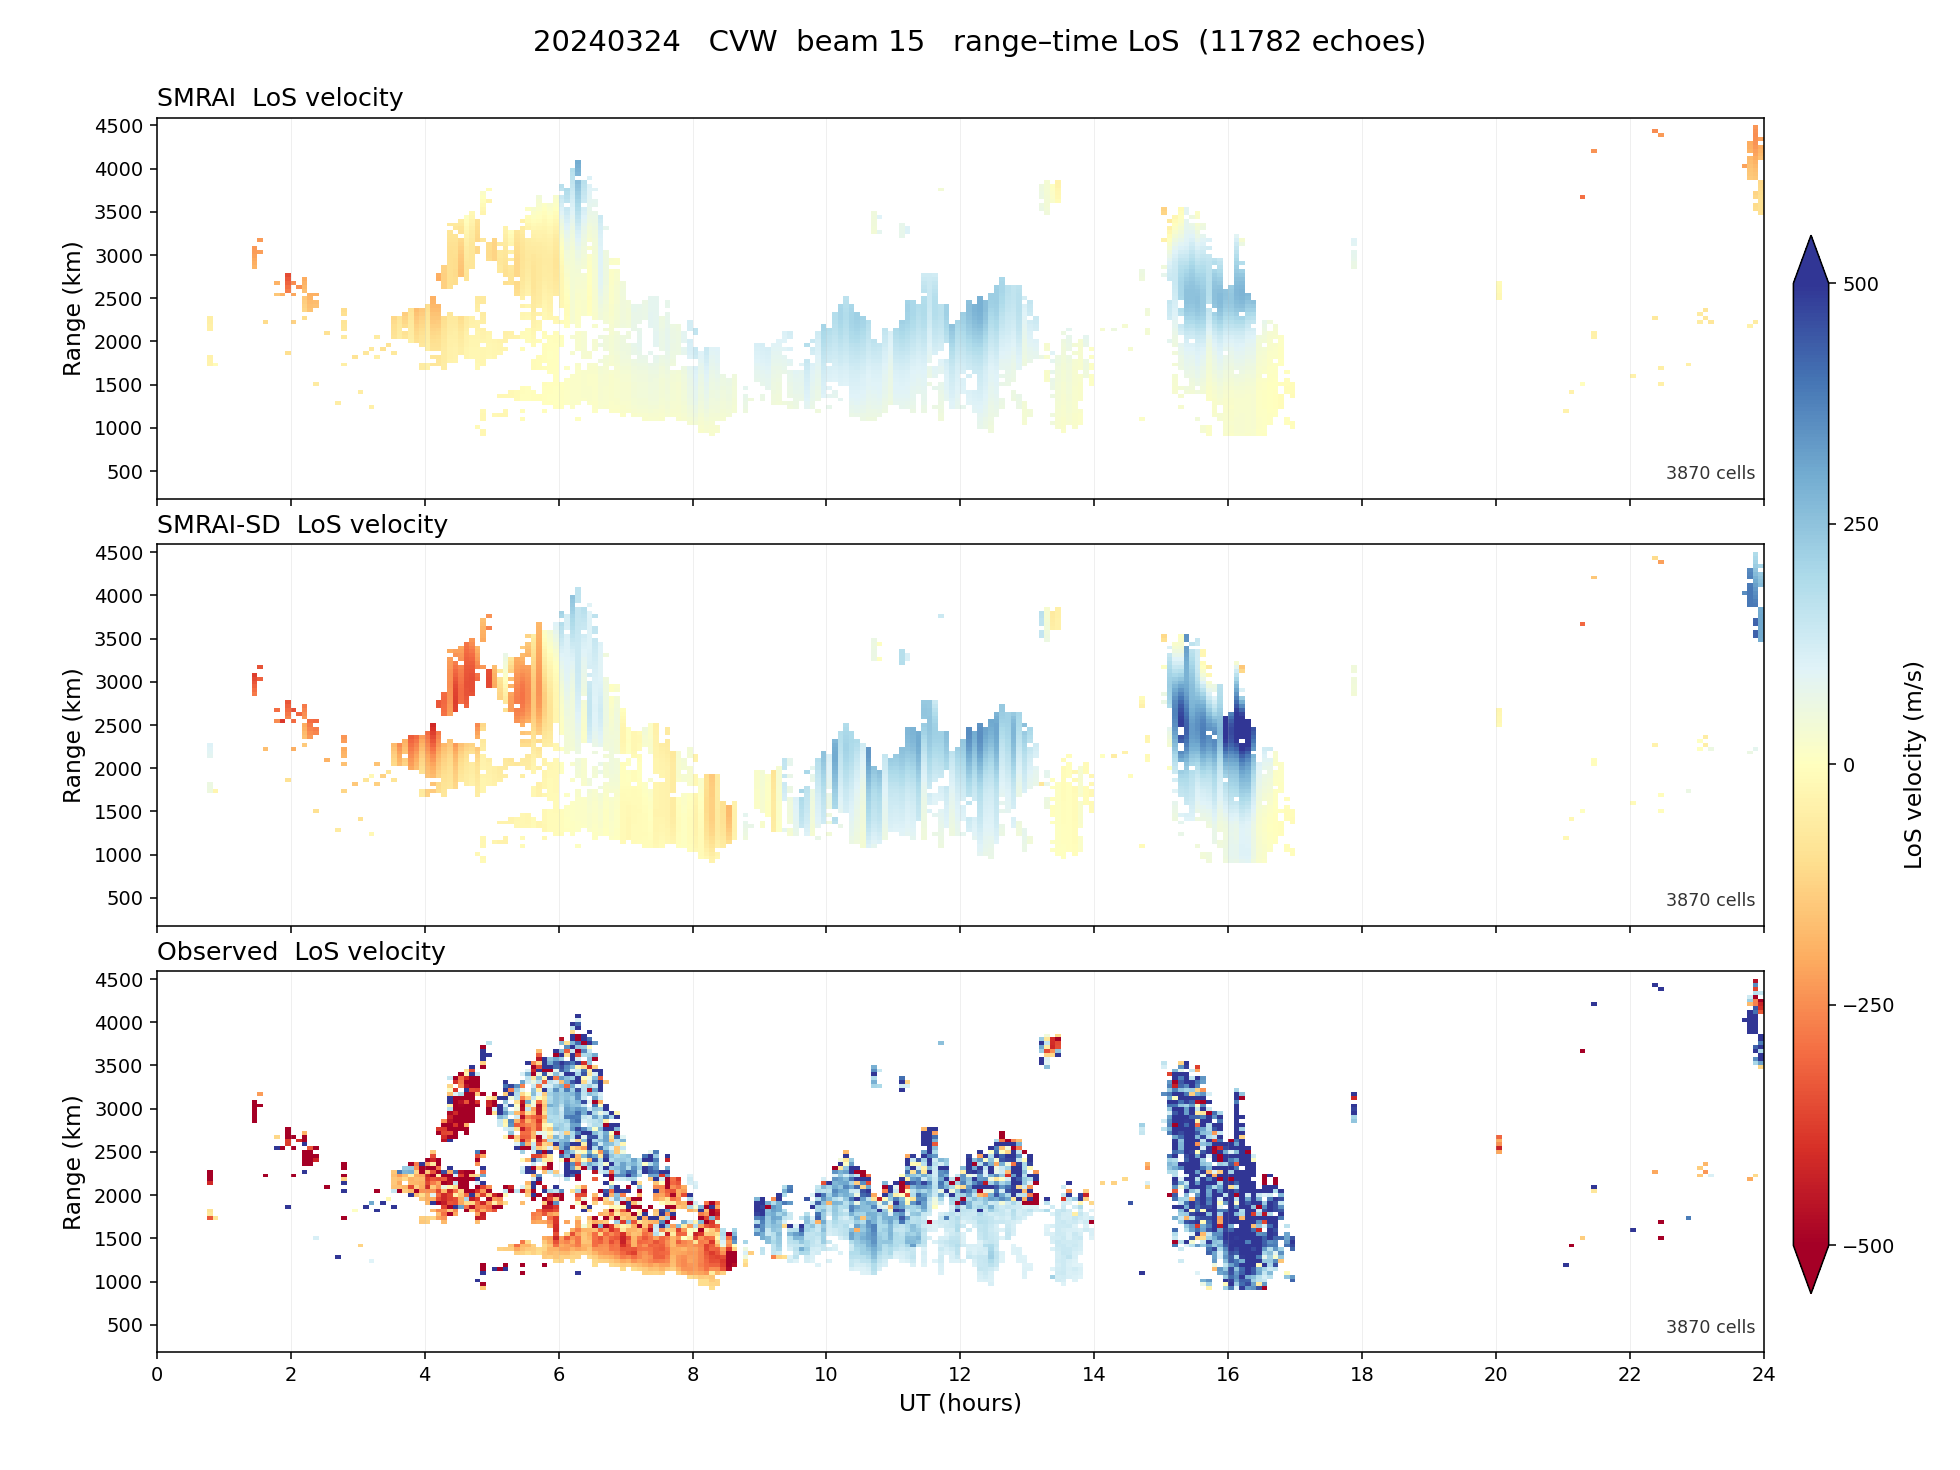 20240324   CVW  beam 15   range–time LoS  (11782 echoes)
SMRAI  LoS velocity
4500
4000
3500
3000
2500
2000
1500
1000
500
Range (km)
3870 cells
SMRAI-SD  LoS velocity
4500
4000
3500
3000
2500
2000
1500
1000
500
Range (km)
3870 cells
Observed  LoS velocity
4500
4000
3500
3000
2500
2000
1500
1000
500
Range (km)
3870 cells
0 2 4 6 8 10 12 14 16 18 20 22 24
UT (hours)
500
250
0
−250
−500
LoS velocity (m/s)